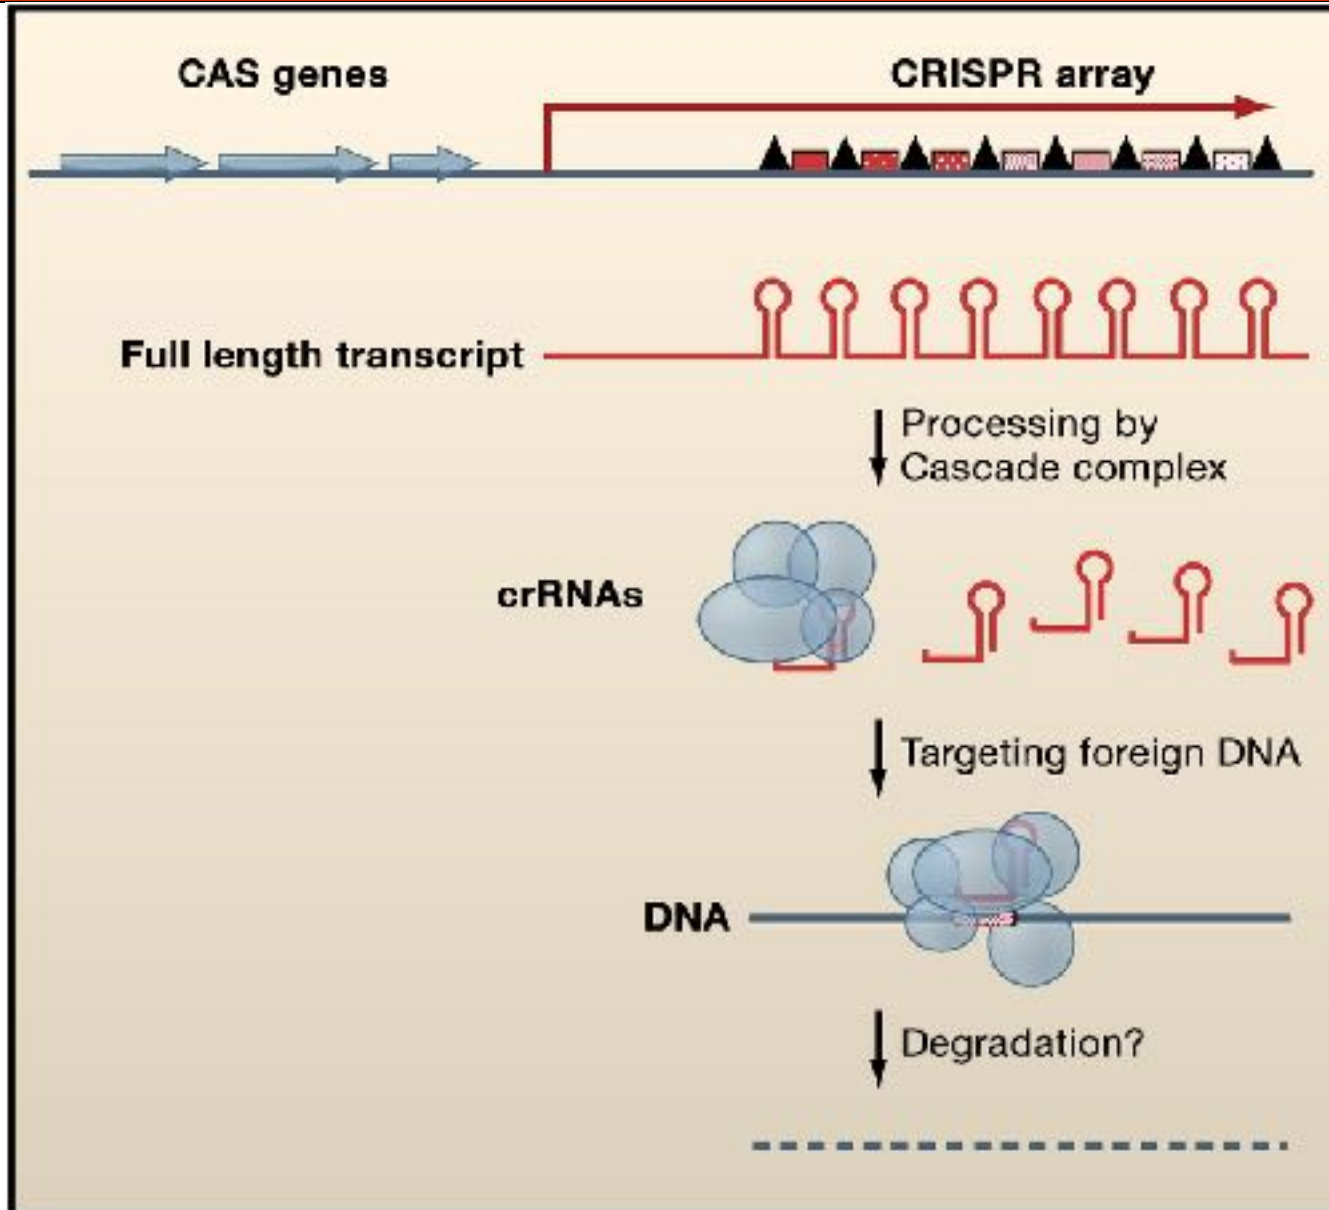 CAS genes
CRISPR array
Full length transcript
Processing by
Cascade complex
crRNAs
Targeting foreign DNA
DNA
Degradation?